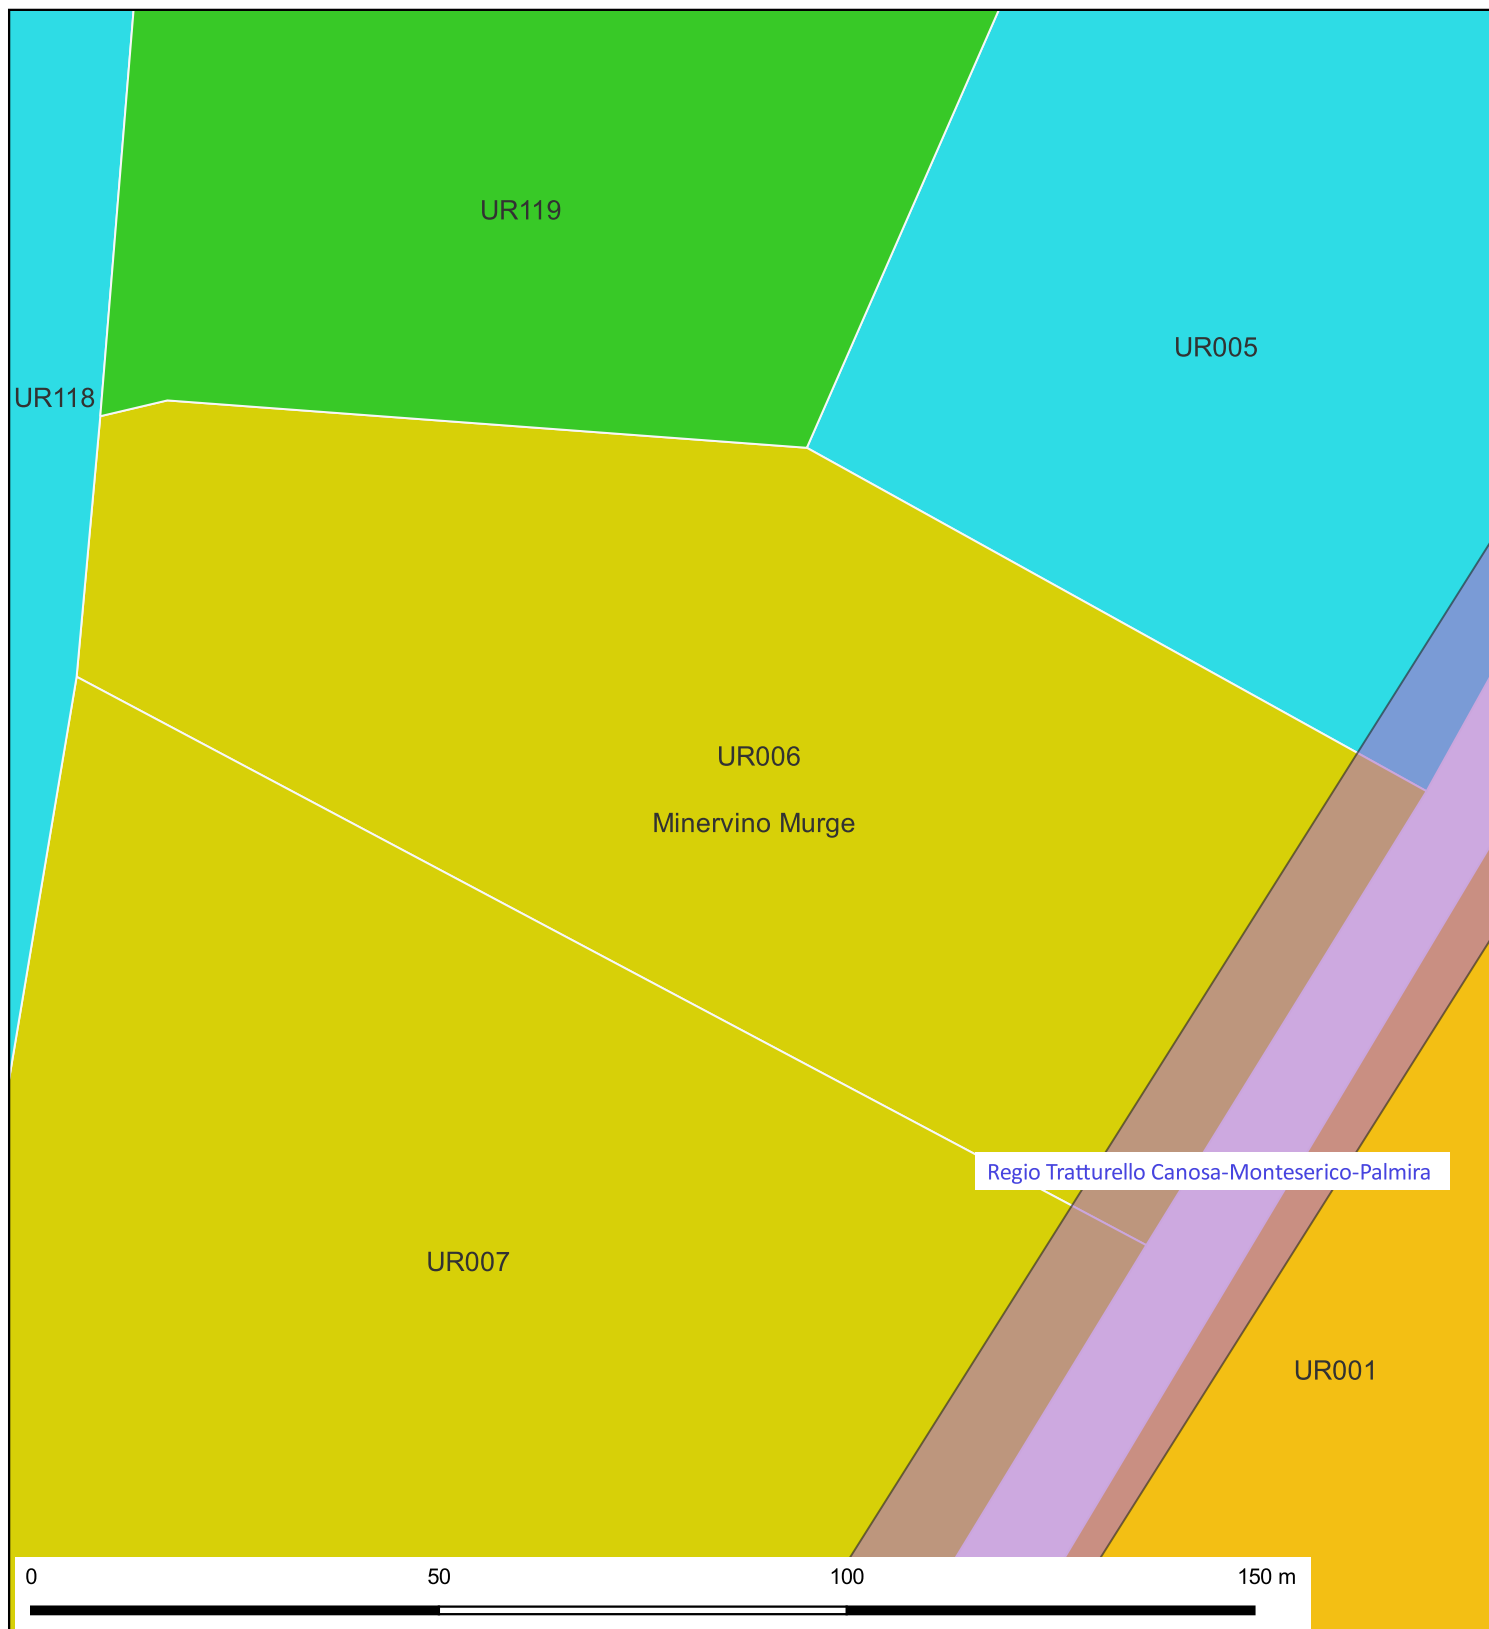 UR119
UR005
UR118
UR006
Minervino Murge
Regio Tratturello Canosa-Monteserico-Palmira
UR007
UR001
0 50 100 150 m